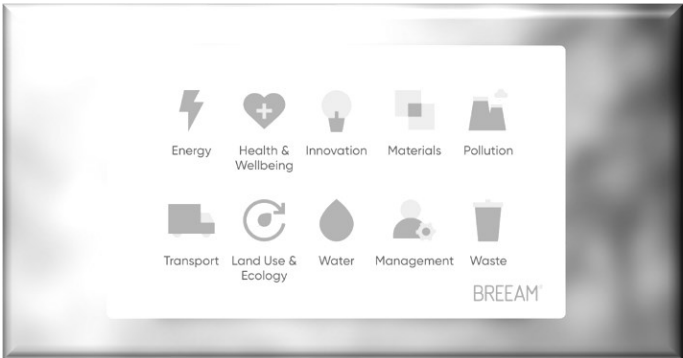 Energy
Health &
Wellbeing
Innovation
Materials
Pollution
Transport
Land Use &
Ecology
Water
Management
Waste
BREEAM®